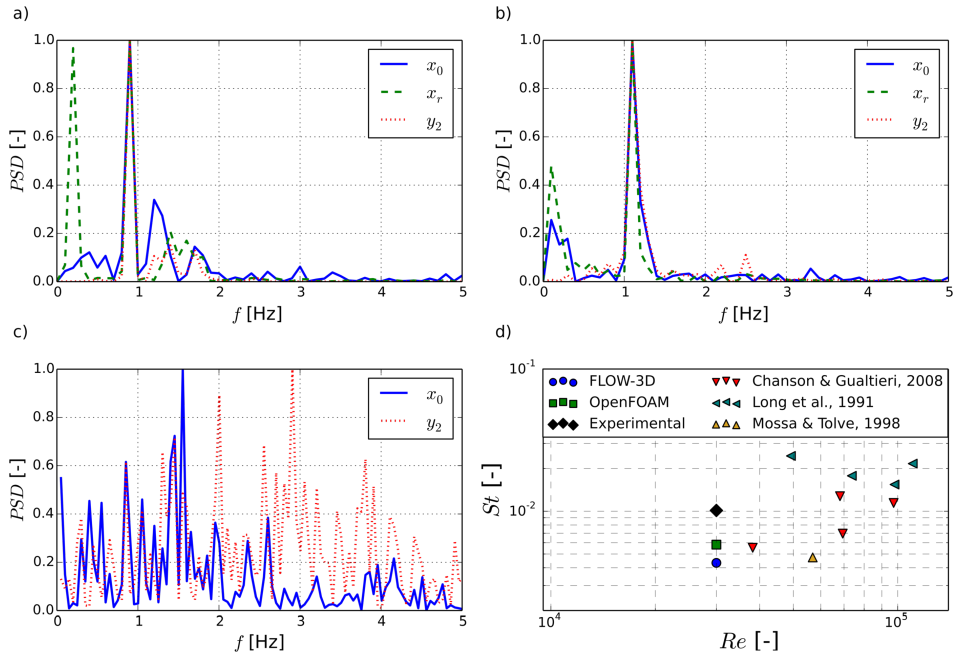 a)
1.0
0.8
0.6
0.4
0.2
0.0
PSD [-]
0 1 2 3 4 5
f [Hz]
x₀
xᵣ
y₂
b)
1.0
0.8
0.6
0.4
0.2
0.0
PSD [-]
0 1 2 3 4 5
f [Hz]
x₀
xᵣ
y₂
c)
1.0
0.8
0.6
0.4
0.2
0.0
PSD [-]
0 1 2 3 4 5
f [Hz]
x₀
y₂
d)
10⁻¹
10⁻²
St [-]
10⁴ 10⁵
Re [-]
FLOW-3D
OpenFOAM
Experimental
Chanson & Gualtieri, 2008
Long et al., 1991
Mossa & Tolve, 1998